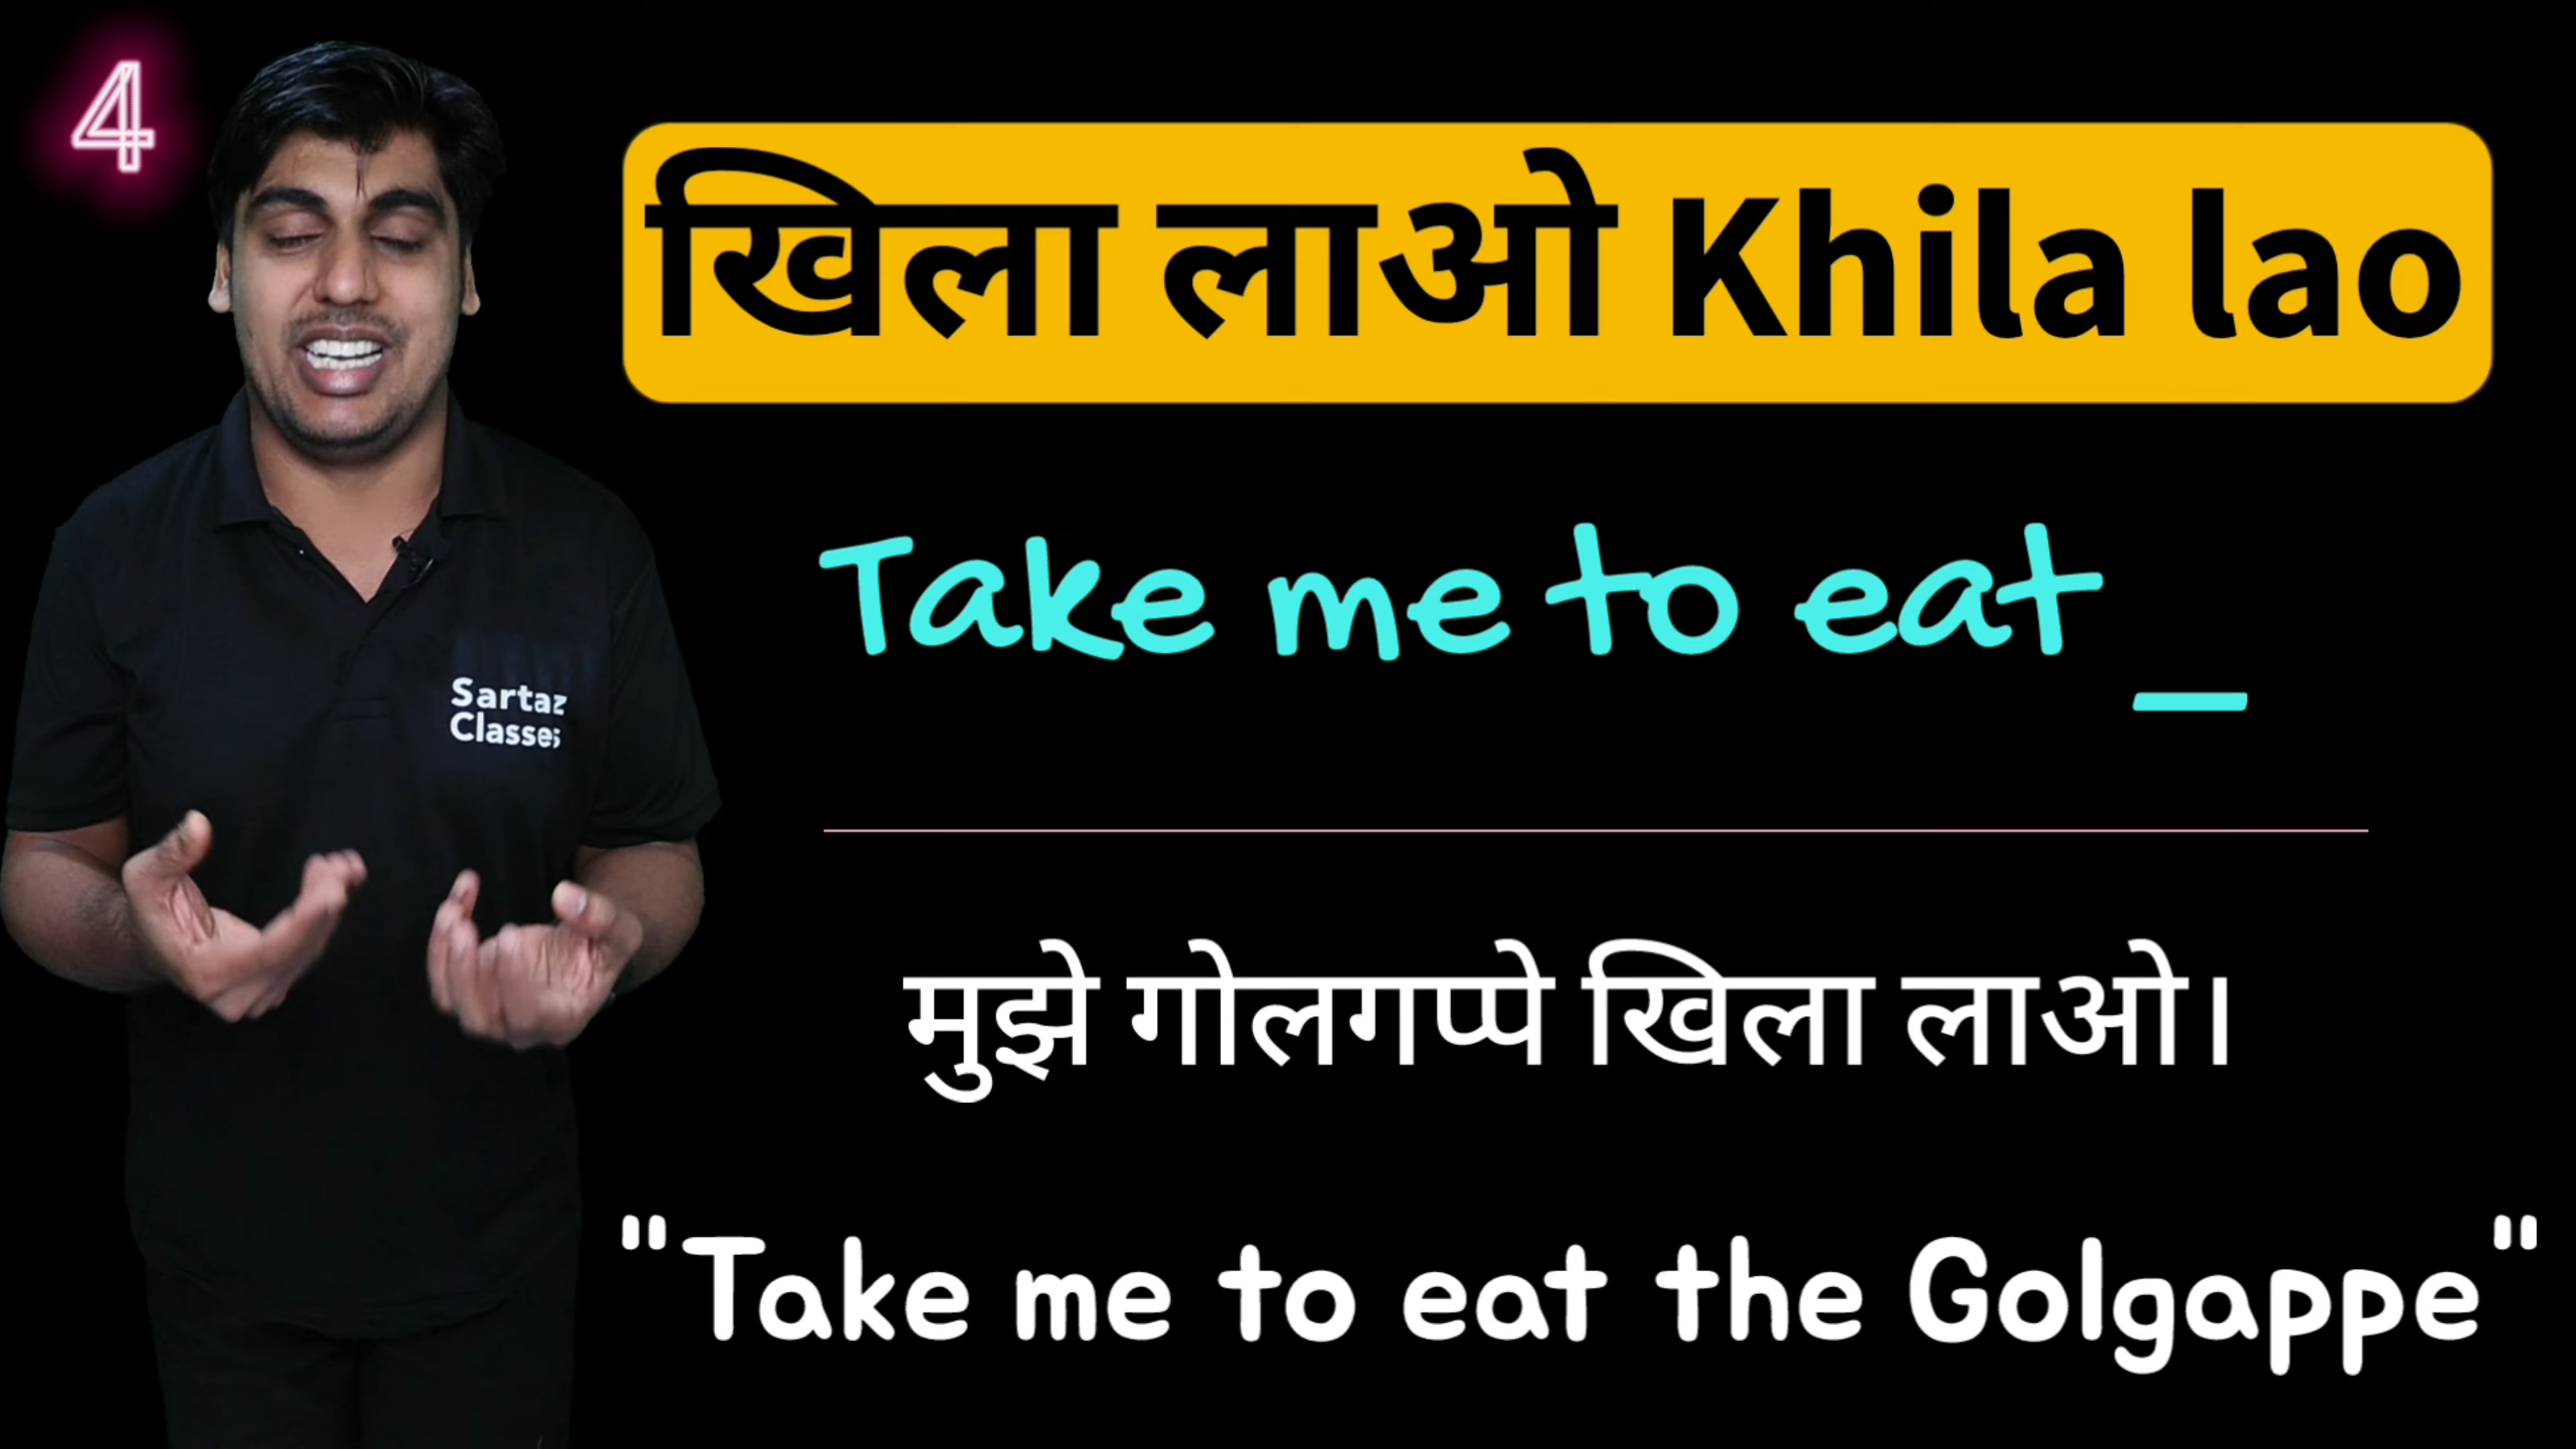 4
खिला लाओ Khila lao
Take me to eat _
Sartaz
Classes
मुझे गोलगप्पे खिला लाओ।
"Take me to eat the Golgappe"